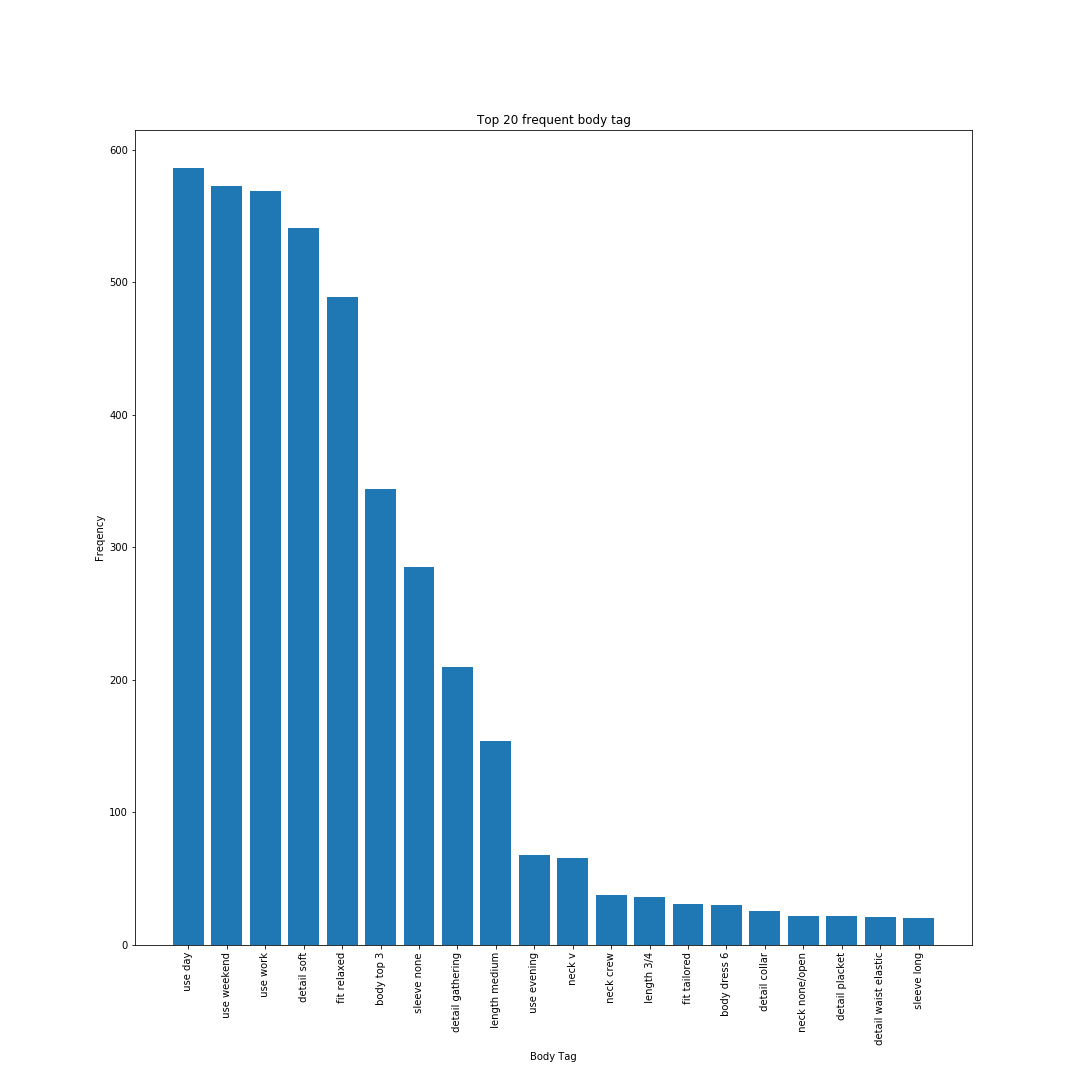 Top 20 frequent body tag
600
500
400
300
200
100
0
Freqency
use day
use weekend
use work
detail soft
fit relaxed
body top 3
sleeve none
detail gathering
length medium
use evening
neck v
neck crew
length 3/4
fit tailored
body dress 6
detail collar
neck none/open
detail placket
detail waist elastic
sleeve long
Body Tag